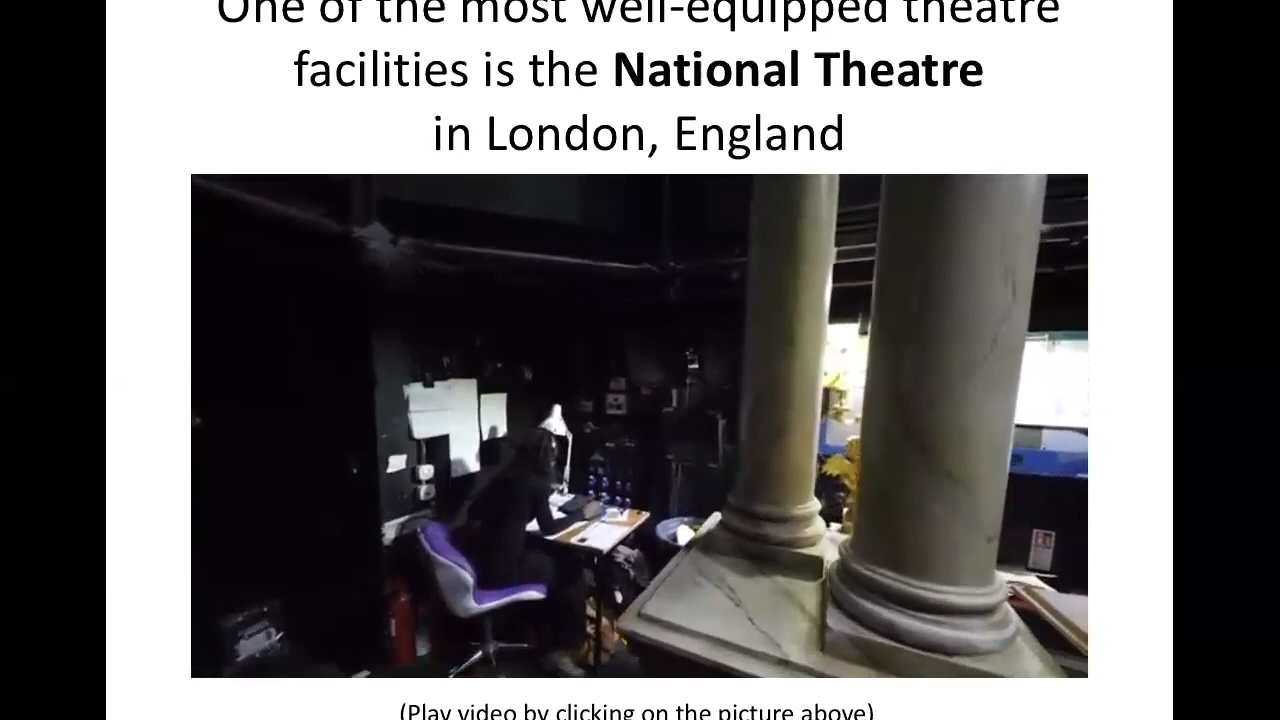 One of the most well-equipped theatre
facilities is the National Theatre
in London, England
(Play video by clicking on the picture above)